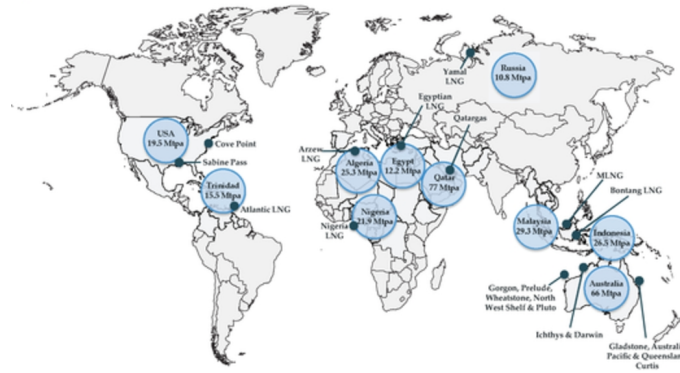 Russia
10.8 Mtpa
Yamal
LNG
Egyptian
LNG
Qatargas
USA
19.5 Mtpa
Cove Point
Sabine Pass
Arzew
LNG
Algeria
25.3 Mtpa
Egypt
12.2 Mtpa
Qatar
77 Mtpa
MLNG
Bontang LNG
Trinidad
15.5 Mtpa
Atlantic LNG
Nigeria
21.9 Mtpa
Nigeria
LNG
Malaysia
29.3 Mtpa
Indonesia
26.5 Mtpa
Australia
66 Mtpa
Gorgon, Prelude,
Wheatstone, North
West Shelf & Pluto
Ichthys & Darwin
Gladstone, Australi
Pacific & Queenslan
Curtis